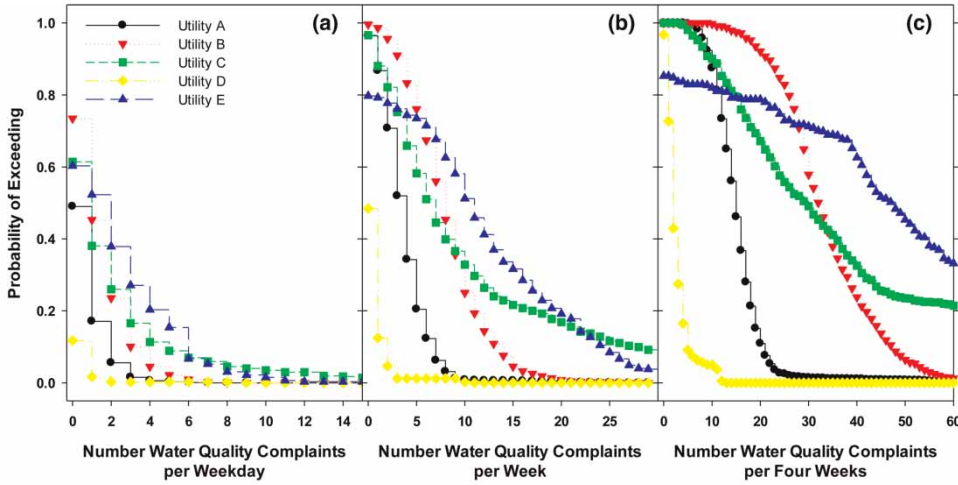 (a)
(b)
(c)
Utility A
Utility B
Utility C
Utility D
Utility E
Probability of Exceeding
1.0
0.8
0.6
0.4
0.2
0.0
0 2 4 6 8 10 12 14
0 5 10 15 20 25
0 10 20 30 40 50 60
Number Water Quality Complaints
per Weekday
Number Water Quality Complaints
per Week
Number Water Quality Complaints
per Four Weeks